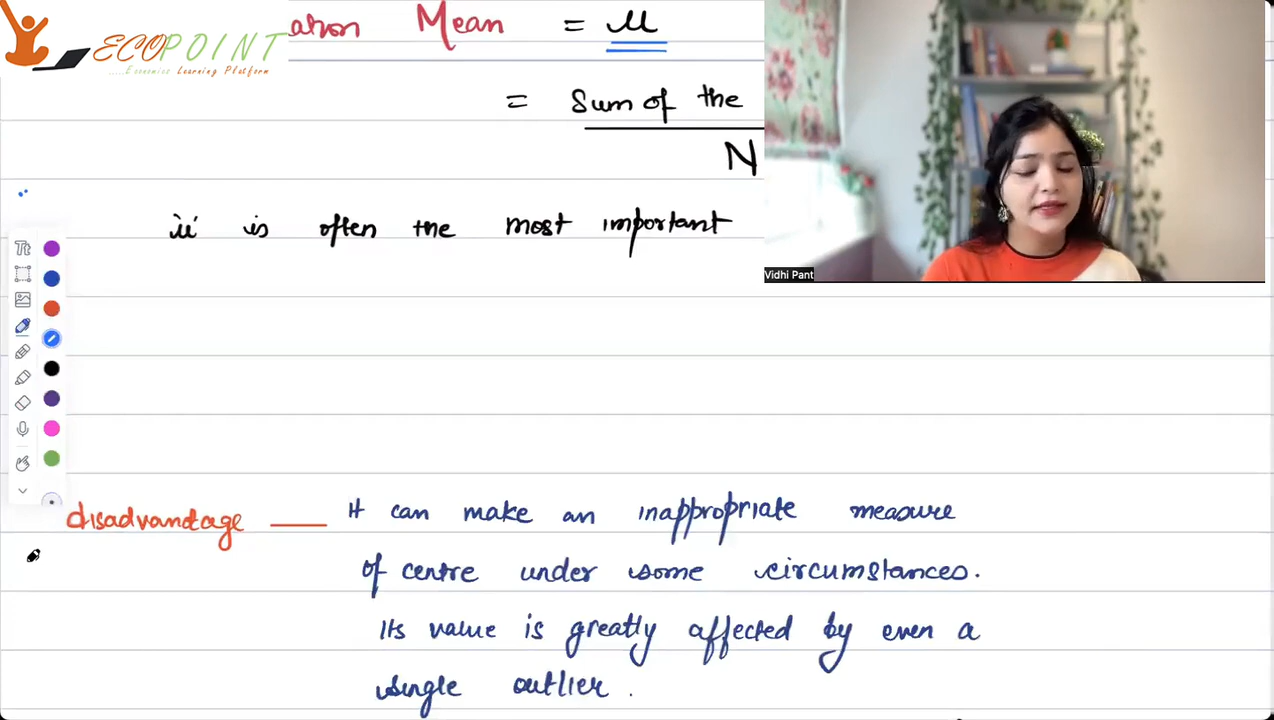 ECOPOINT
.....Economics Learning Platform
ation Mean = μ
= Sum of the
N
is often the most important
Vidhi Pant
Tt
disadvantage — It can make an inappropriate measure
of centre under some circumstances.
Its value is greatly affected by even a
single outlier.